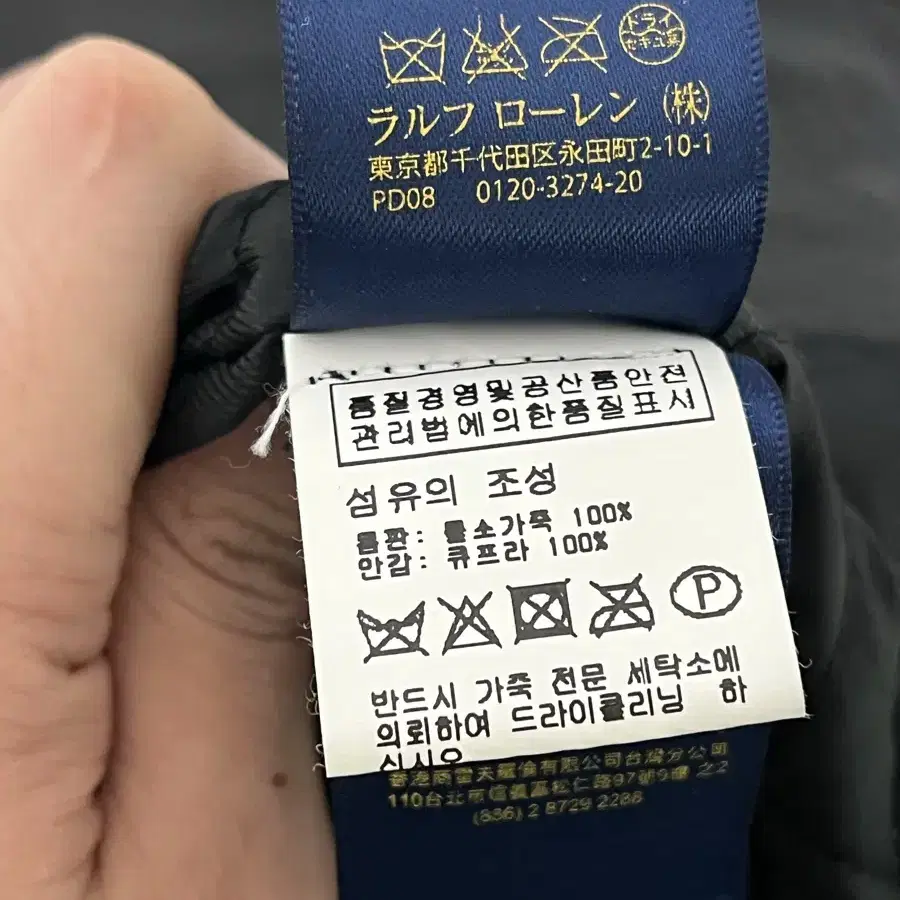 ドライ
セキユ系
ラルフ ローレン (株)
東京都千代田区永田町2-10-1
PD08 0120-3274-20
품질경영및공산품안전
관리법에의한품질표시
섬유의 조성
몸판: 물소가죽 100%
안감: 큐프라 100%
P
반드시 가죽 전문 세탁소에
의뢰하여 드라이클리닝 하
십시오
香港商雷夫羅倫有限公司台灣分公司
110台北市信義區松仁路97號9樓 之2
(886) 2 8729 2288